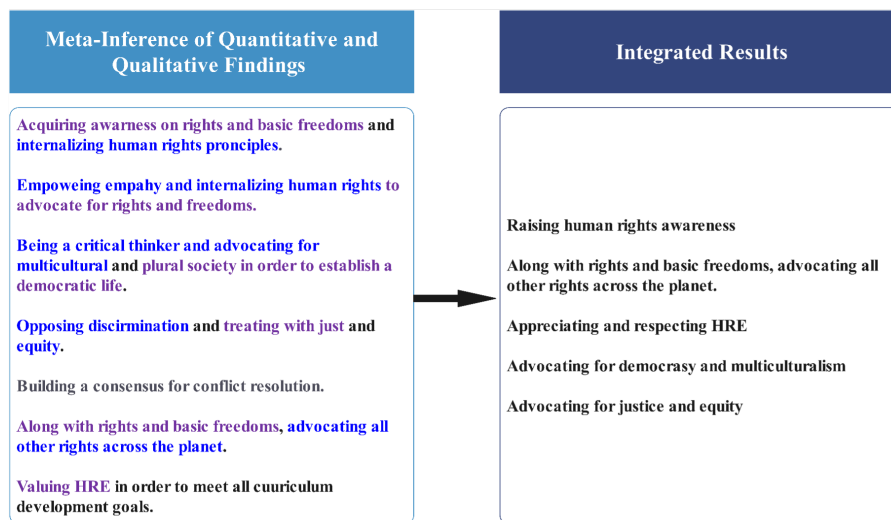 Meta-Inference of Quantitative and
Qualitative Findings
Integrated Results
Acquiring awarness on rights and basic freedoms and
internalizing human rights pronciples.
Empoweing empahy and internalizing human rights to
advocate for rights and freedoms.
Being a critical thinker and advocating for
multicultural and plural society in order to establish a
democratic life.
Opposing discirmination and treating with just and
equity.
Building a consensus for conflict resolution.
Along with rights and basic freedoms, advocating all
other rights across the planet.
Valuing HRE in order to meet all cuuriculum
development goals.
Raising human rights awareness
Along with rights and basic freedoms, advocating all
other rights across the planet.
Appreciating and respecting HRE
Advocating for democrasy and multiculturalism
Advocating for justice and equity